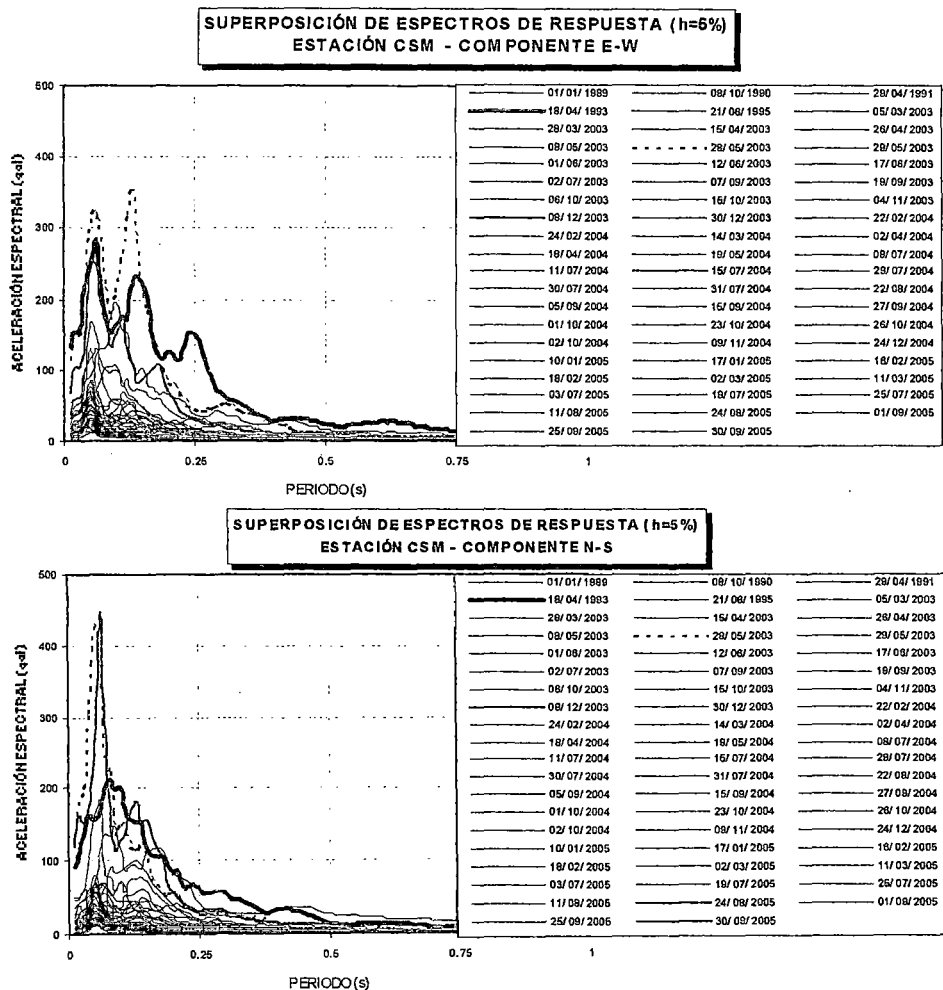 SUPERPOSICIÓN DE ESPECTROS DE RESPUESTA (h=5%)
ESTACIÓN CSM - COMPONENTE E-W
ACELERACIÓN ESPECTRAL (gal)
500
400
300
200
100
0
0 0.25 0.5 0.75 1
PERIODO(s)
01/01/1989 08/10/1990 28/04/1991
18/04/1993 21/06/1995 05/03/2003
28/03/2003 15/04/2003 26/04/2003
08/05/2003 28/05/2003 29/05/2003
01/06/2003 12/06/2003 17/08/2003
02/07/2003 07/09/2003 19/09/2003
06/10/2003 16/10/2003 04/11/2003
08/12/2003 30/12/2003 22/02/2004
24/02/2004 14/03/2004 02/04/2004
18/04/2004 19/05/2004 08/07/2004
11/07/2004 15/07/2004 28/07/2004
30/07/2004 31/07/2004 22/08/2004
05/09/2004 15/09/2004 27/09/2004
01/10/2004 23/10/2004 26/10/2004
02/10/2004 09/11/2004 24/12/2004
10/01/2005 17/01/2005 16/02/2005
18/02/2005 02/03/2005 11/03/2005
03/07/2005 19/07/2005 25/07/2005
11/08/2005 24/08/2005 01/09/2005
25/09/2005 30/09/2005
SUPERPOSICIÓN DE ESPECTROS DE RESPUESTA (h=5%)
ESTACIÓN CSM - COMPONENTE N-S
ACELERACIÓN ESPECTRAL (gal)
500
400
300
200
100
0
0 0.25 0.5 0.75 1
PERIODO(s)
01/01/1989 08/10/1990 28/04/1991
18/04/1993 21/06/1995 05/03/2003
28/03/2003 15/04/2003 26/04/2003
08/05/2003 28/05/2003 29/05/2003
01/06/2003 12/06/2003 17/08/2003
02/07/2003 07/09/2003 19/09/2003
06/10/2003 16/10/2003 04/11/2003
08/12/2003 30/12/2003 22/02/2004
24/02/2004 14/03/2004 02/04/2004
18/04/2004 19/05/2004 08/07/2004
11/07/2004 15/07/2004 28/07/2004
30/07/2004 31/07/2004 22/08/2004
05/09/2004 15/09/2004 27/09/2004
01/10/2004 23/10/2004 26/10/2004
02/10/2004 09/11/2004 24/12/2004
10/01/2005 17/01/2005 16/02/2005
18/02/2005 02/03/2005 11/03/2005
03/07/2005 19/07/2005 25/07/2005
11/08/2005 24/08/2005 01/09/2005
25/09/2005 30/09/2005